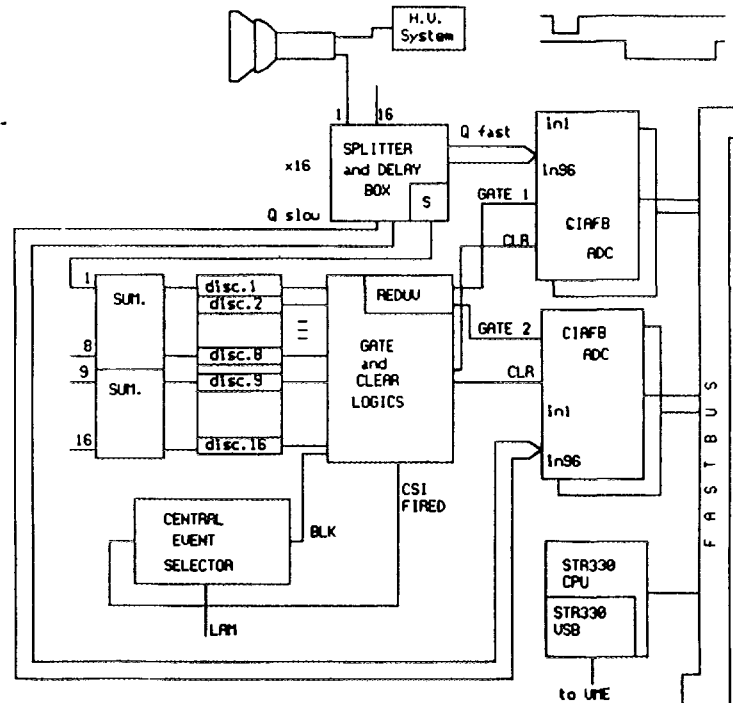 H.V.
System
1
16
Q fast
SPLITTER
and DELAY
BOX
S
x16
Q slow
in1
in96
CIAFB
ADC
GATE 1
CLR
1
SUM.
8
9
SUM.
16
disc.1
disc.2
disc.8
disc.9
disc.16
REDUV
GATE
and
CLEAR
LOGICS
GATE 2
CLR
CIAFB
ADC
in1
in96
FASTBUS
CSI
FIRED
CENTRAL
EVENT
SELECTOR
BLK
LAM
STR330
CPU
STR330
VSB
to VME